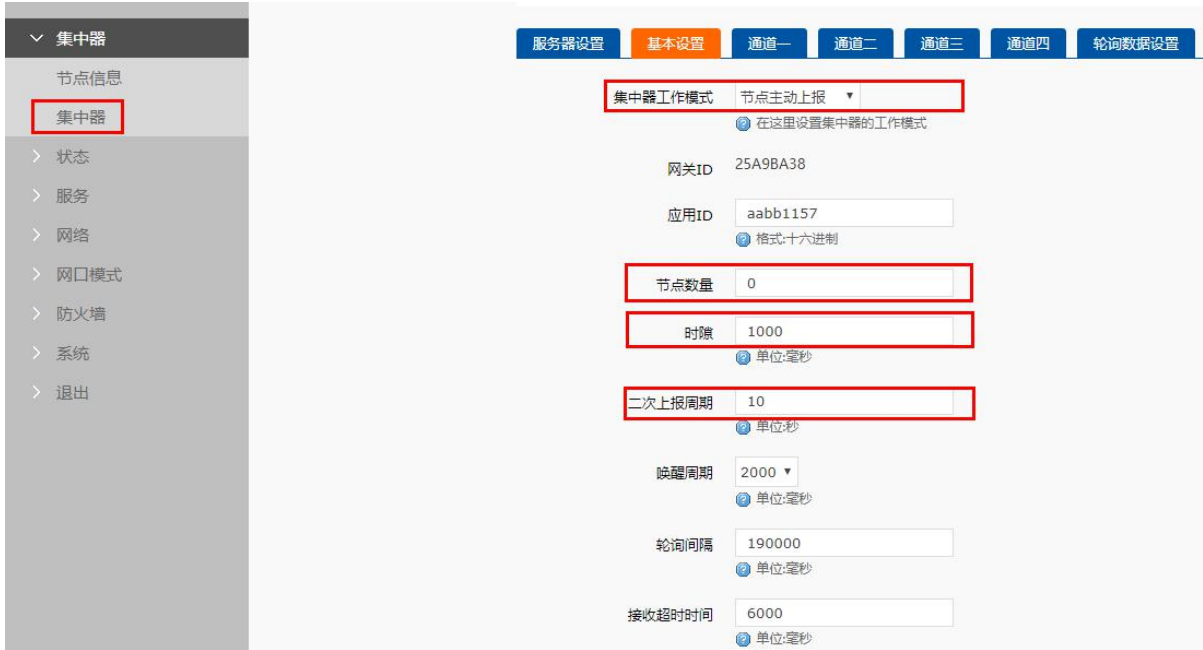 集中器
节点信息
集中器
状态
服务
网络
网口模式
防火墙
系统
退出
服务器设置 基本设置 通道一 通道二 通道三 通道四 轮询数据设置
集中器工作模式 节点主动上报
在这里设置集中器的工作模式
网关ID 25A9BA38
应用ID aabb1157
格式:十六进制
节点数量 0
时隙 1000
单位:毫秒
二次上报周期 10
单位:秒
唤醒周期 2000
单位:毫秒
轮询间隔 190000
单位:毫秒
接收超时时间 6000
单位:毫秒